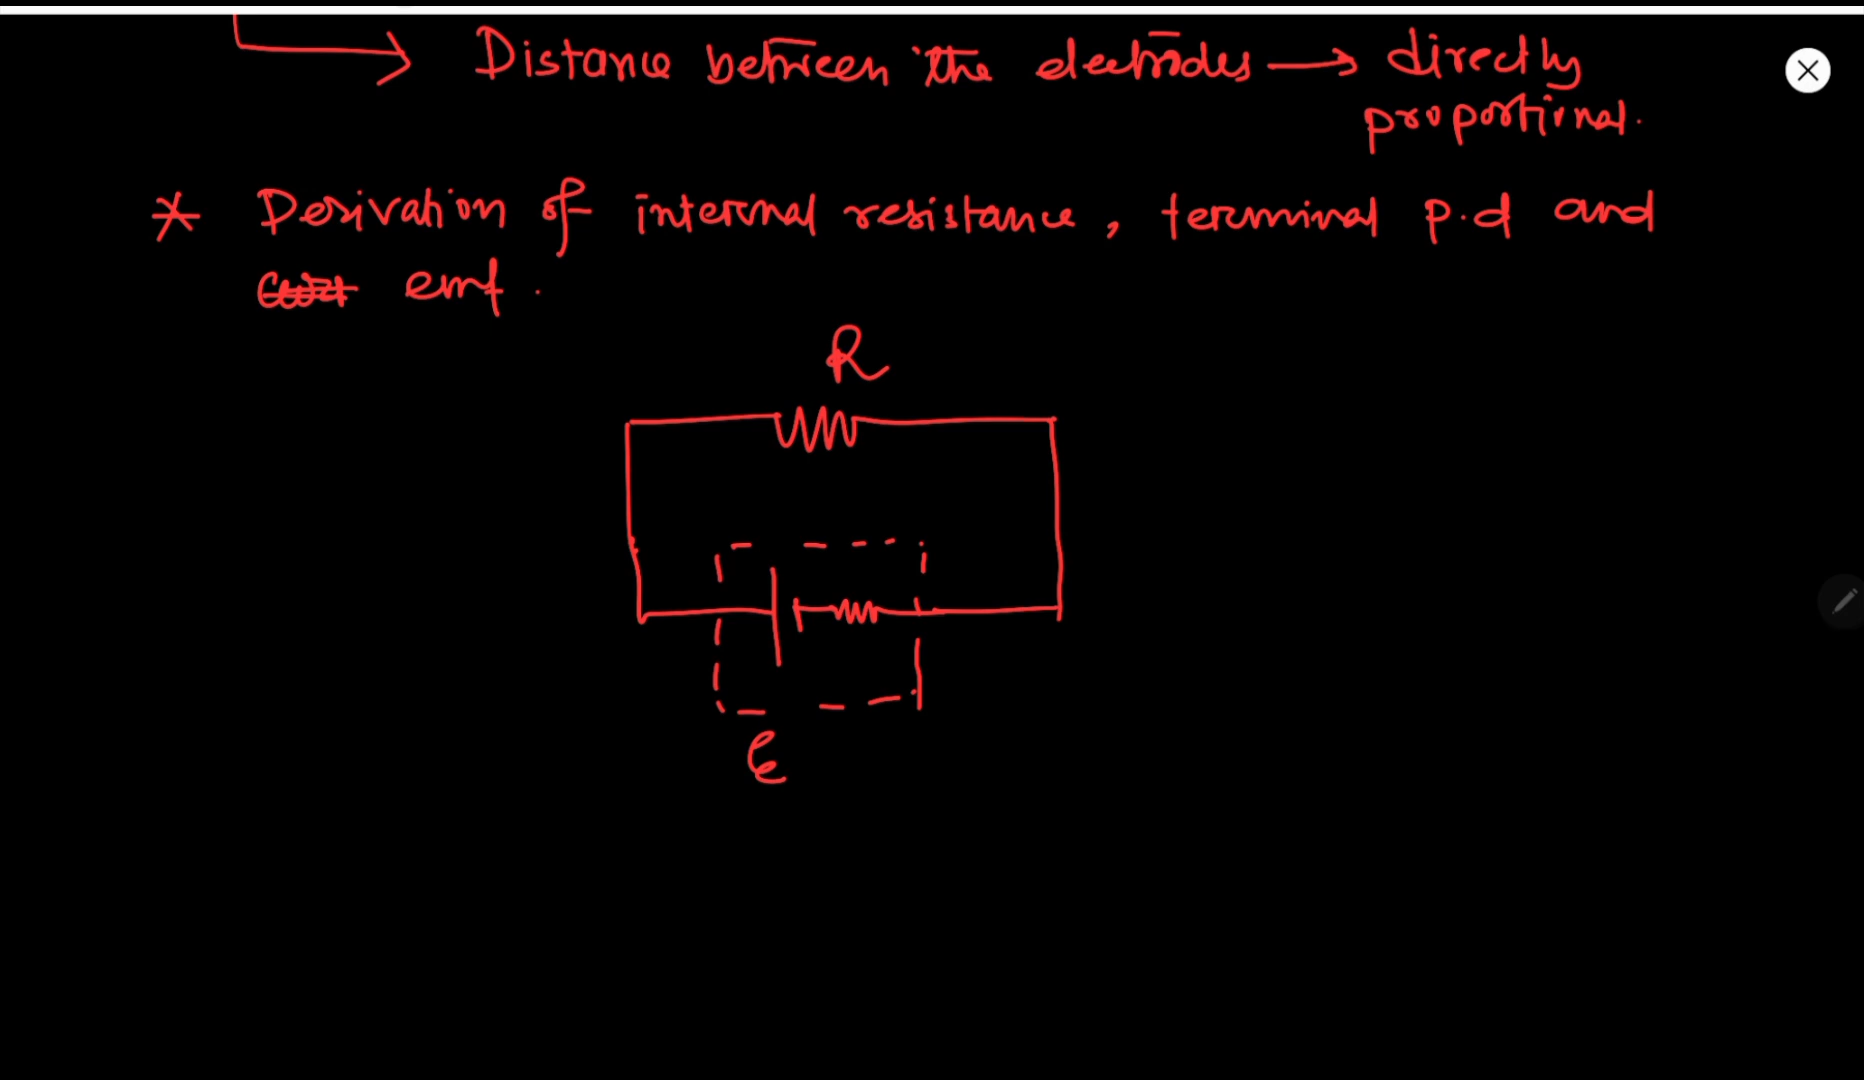 Distance between the electrodes → directly
proportional.
* Derivation of internal resistance, terminal p.d and
emf.
R
ε